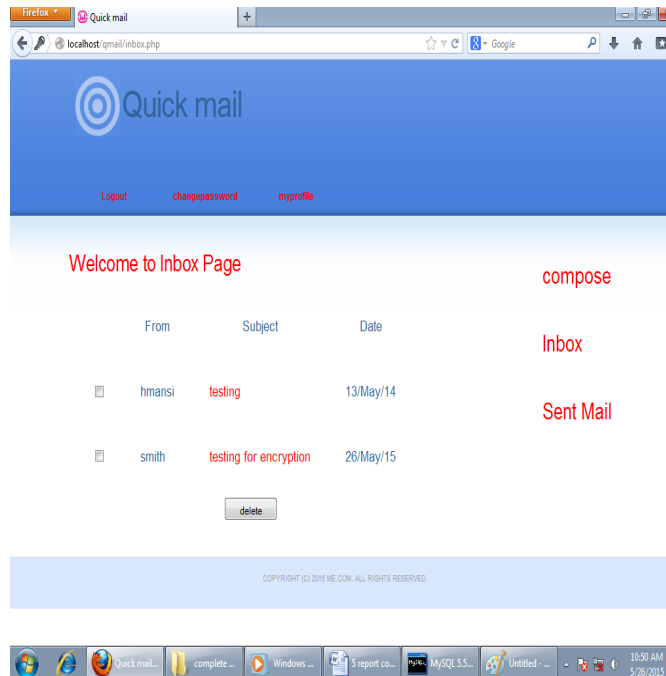 Firefox
Quick mail
localhost/qmail/inbox.php
Google
Quick mail
Logout changepassword myprofile
Welcome to Inbox Page
compose
Inbox
Sent Mail
From Subject Date
hmansi testing 13/May/14
smith testing for encryption 26/May/15
delete
COPYRIGHT (C) 2015 ME.COM. ALL RIGHTS RESERVED
Quick mail... complete ... Windows ... 5 report co... MySQL 5.5... Untitled - ... 10:50 AM
5/26/2015